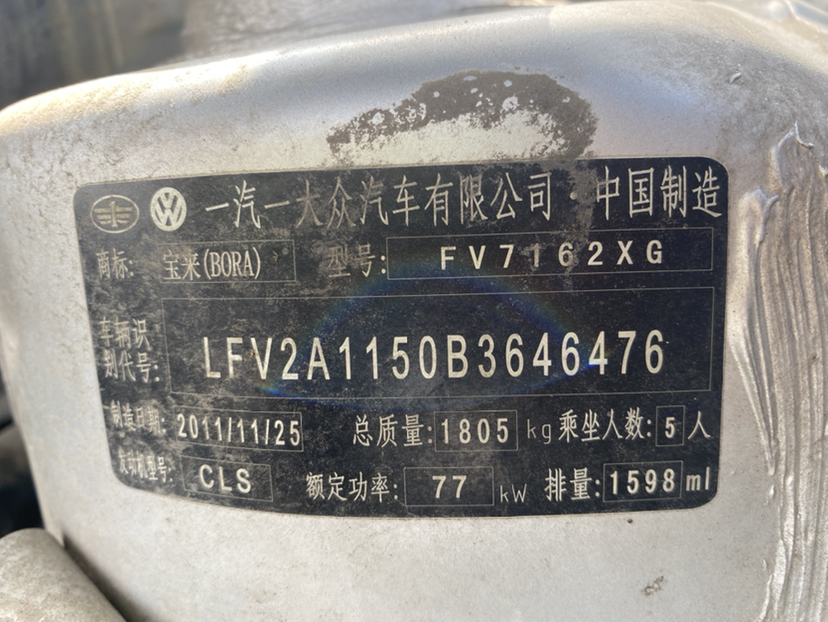 一汽一大众汽车有限公司·中国制造
商标: 宝来(BORA) 型号: FV7162XG
车辆识别代号: LFV2A1150B3646476
制造日期: 2011/11/25 总质量: 1805 kg 乘坐人数: 5 人
发动机型号: CLS 额定功率: 77 kW 排量: 1598 ml